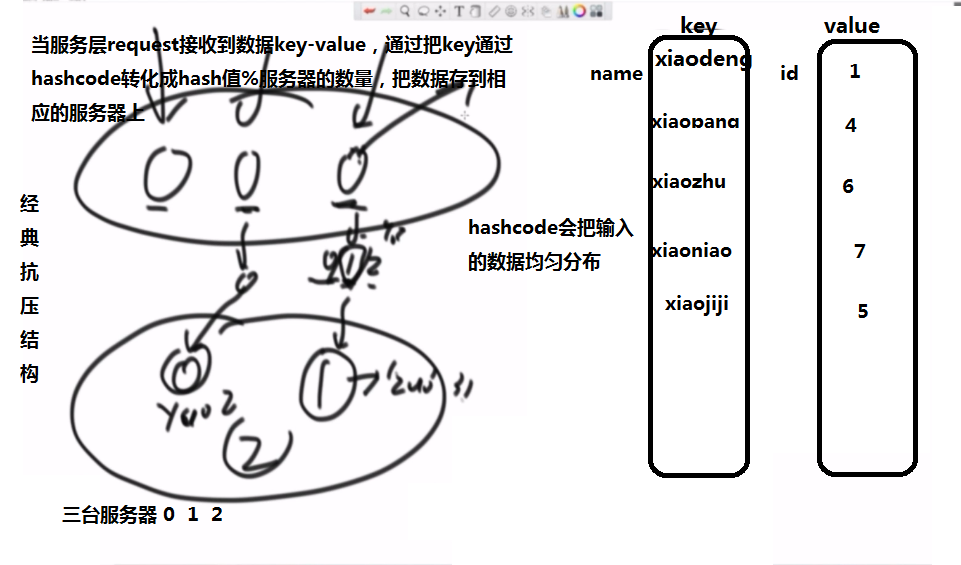 当服务层request接收到数据key-value，通过把key通过
hashcode转化成hash值%服务器的数量，把数据存到相
应的服务器上
key
value
name
xiaodeng
id
1
xiaopang
4
xiaozhu
6
经典抗压结构
hashcode会把输入
的数据均匀分布
xiaoniao
7
xiaojiji
5
0
1
'zuo' 31
yao 2
2
三台服务器 0 1 2